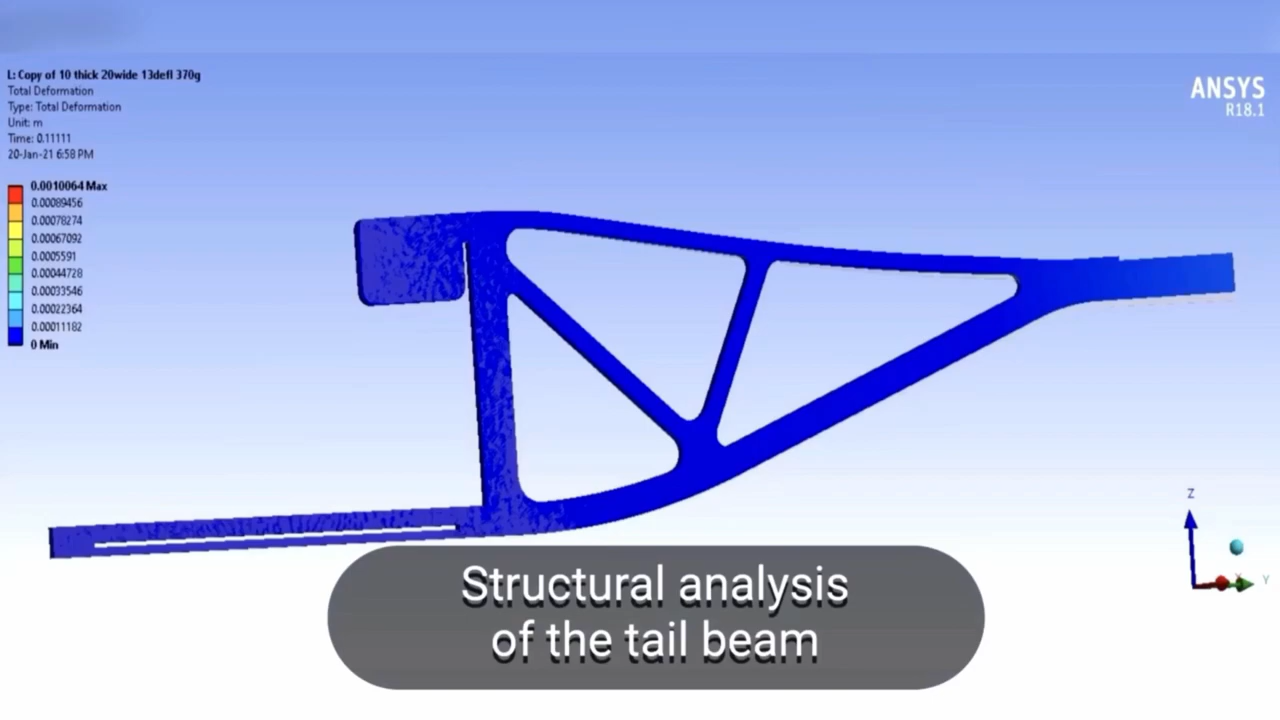 L: Copy of 10 thick 20wide 13defl 370g
Total Deformation
Type: Total Deformation
Unit: m
Time: 0.11111
20-Jan-21 6:58 PM
0.0010064 Max
0.00089456
0.00078274
0.00067092
0.0005591
0.00044728
0.00033546
0.00022364
0.00011182
0 Min
ANSYS
R18.1
Z
X
Y
Structural analysis
of the tail beam